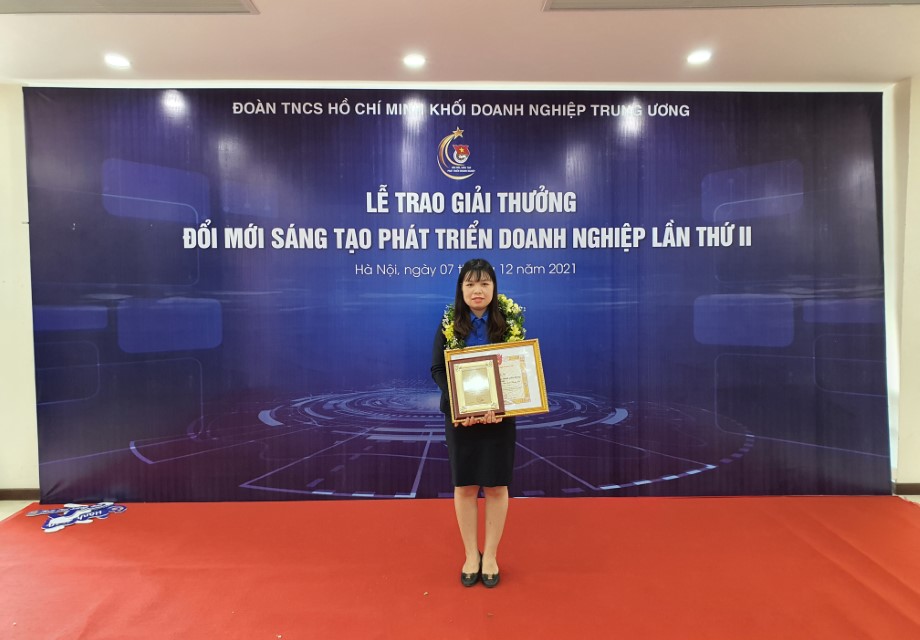 ĐOÀN TNCS HỒ CHÍ MINH KHỐI DOANH NGHIỆP TRUNG ƯƠNG
LỄ TRAO GIẢI THƯỞNG
ĐỔI MỚI SÁNG TẠO PHÁT TRIỂN DOANH NGHIỆP LẦN THỨ II
Hà Nội, ngày 07 12 năm 2021